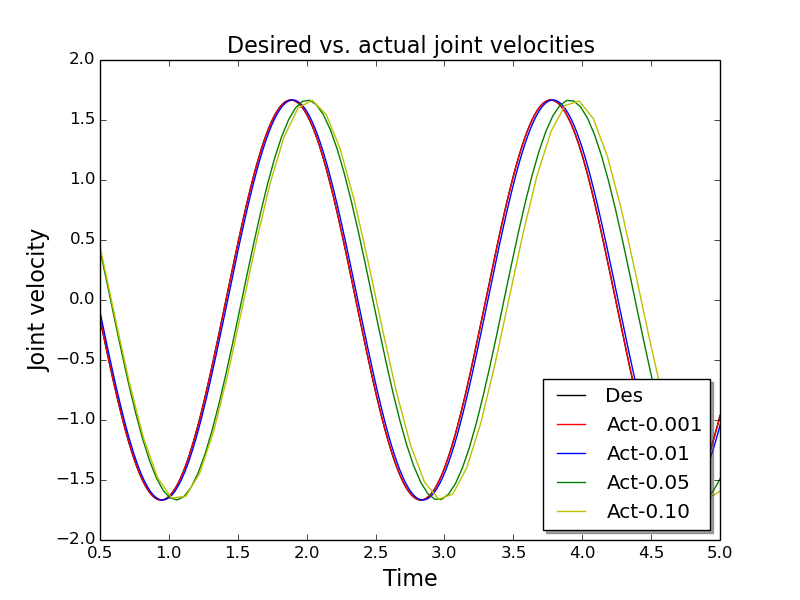 Desired vs. actual joint velocities
2.0
1.5
1.0
0.5
0.0
−0.5
−1.0
−1.5
−2.0
Joint velocity
Des
Act-0.001
Act-0.01
Act-0.05
Act-0.10
0.5 1.0 1.5 2.0 2.5 3.0 3.5 4.0 4.5 5.0
Time